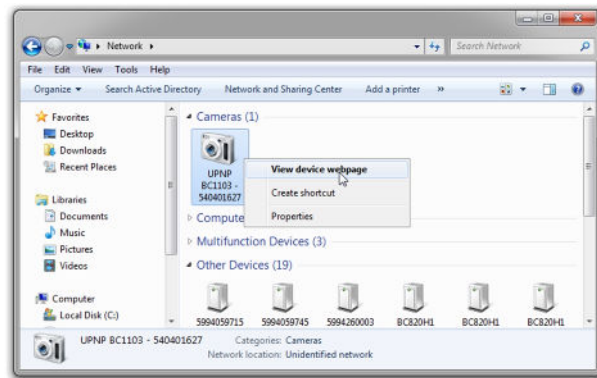 Network
Search Network
File Edit View Tools Help
Organize Search Active Directory Network and Sharing Center Add a printer »
Favorites
Desktop
Downloads
Recent Places
Libraries
Documents
Music
Pictures
Videos
Computer
Local Disk (C:)
Cameras (1)
UPNP
BC1103 -
540401627
View device webpage
Create shortcut
Properties
Compute
Multifunction Devices (3)
Other Devices (19)
5994059715 5994059745 5994260003 BC820H1 BC820H1 BC820H1
UPNP BC1103 - 540401627 Categories: Cameras
Network location: Unidentified network